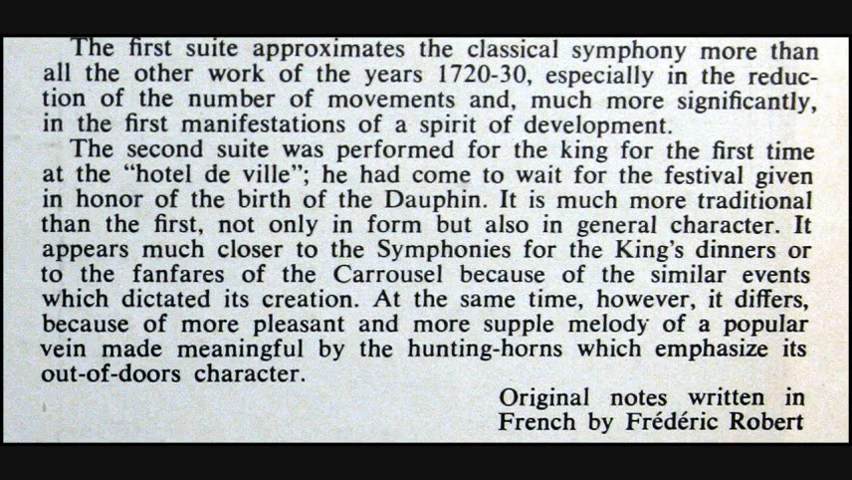 The first suite approximates the classical symphony more than
all the other work of the years 1720-30, especially in the reduc-
tion of the number of movements and, much more significantly,
in the first manifestations of a spirit of development.
The second suite was performed for the king for the first time
at the “hotel de ville”; he had come to wait for the festival given
in honor of the birth of the Dauphin. It is much more traditional
than the first, not only in form but also in general character. It
appears much closer to the Symphonies for the King's dinners or
to the fanfares of the Carrousel because of the similar events
which dictated its creation. At the same time, however, it differs,
because of more pleasant and more supple melody of a popular
vein made meaningful by the hunting-horns which emphasize its
out-of-doors character.
Original notes written in
French by Frédéric Robert